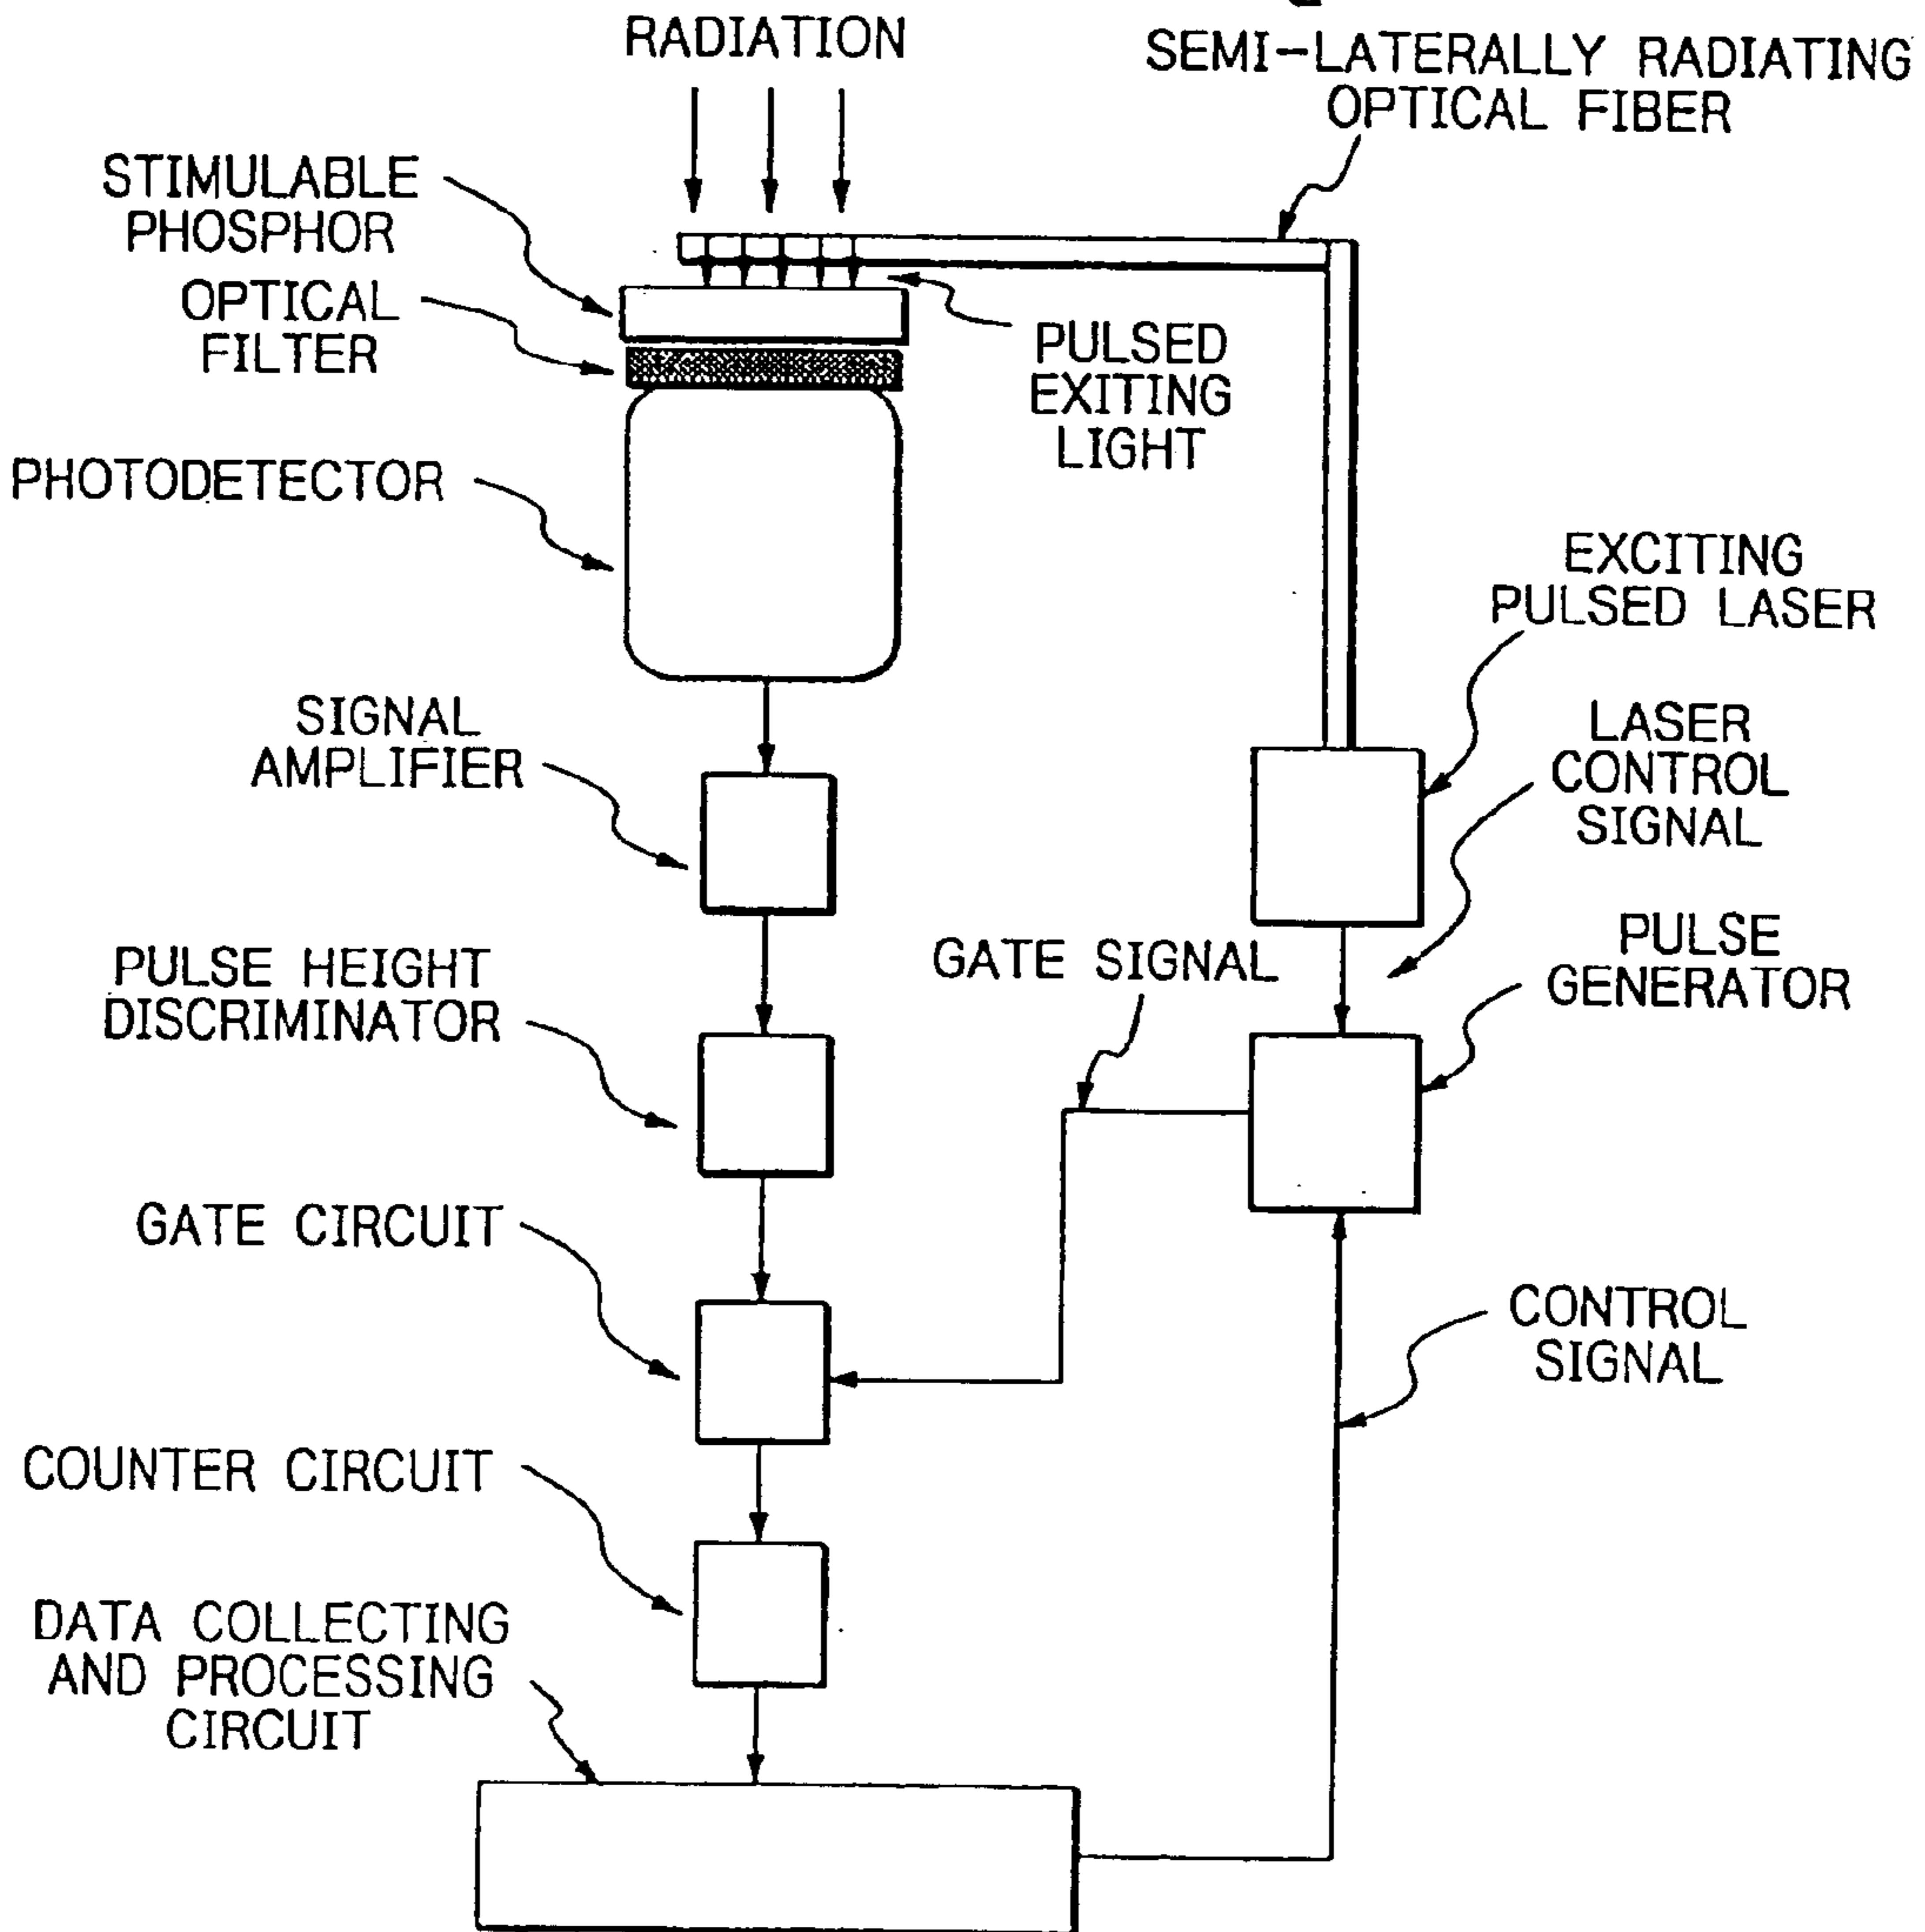 RADIATION
SEMI-LATERALLY RADIATING
OPTICAL FIBER
STIMULABLE
PHOSPHOR
OPTICAL
FILTER
PULSED
EXITING
LIGHT
PHOTODETECTOR
EXCITING
PULSED LASER
SIGNAL
AMPLIFIER
LASER
CONTROL
SIGNAL
PULSE HEIGHT
DISCRIMINATOR
GATE SIGNAL
PULSE
GENERATOR
GATE CIRCUIT
CONTROL
SIGNAL
COUNTER CIRCUIT
DATA COLLECTING
AND PROCESSING
CIRCUIT